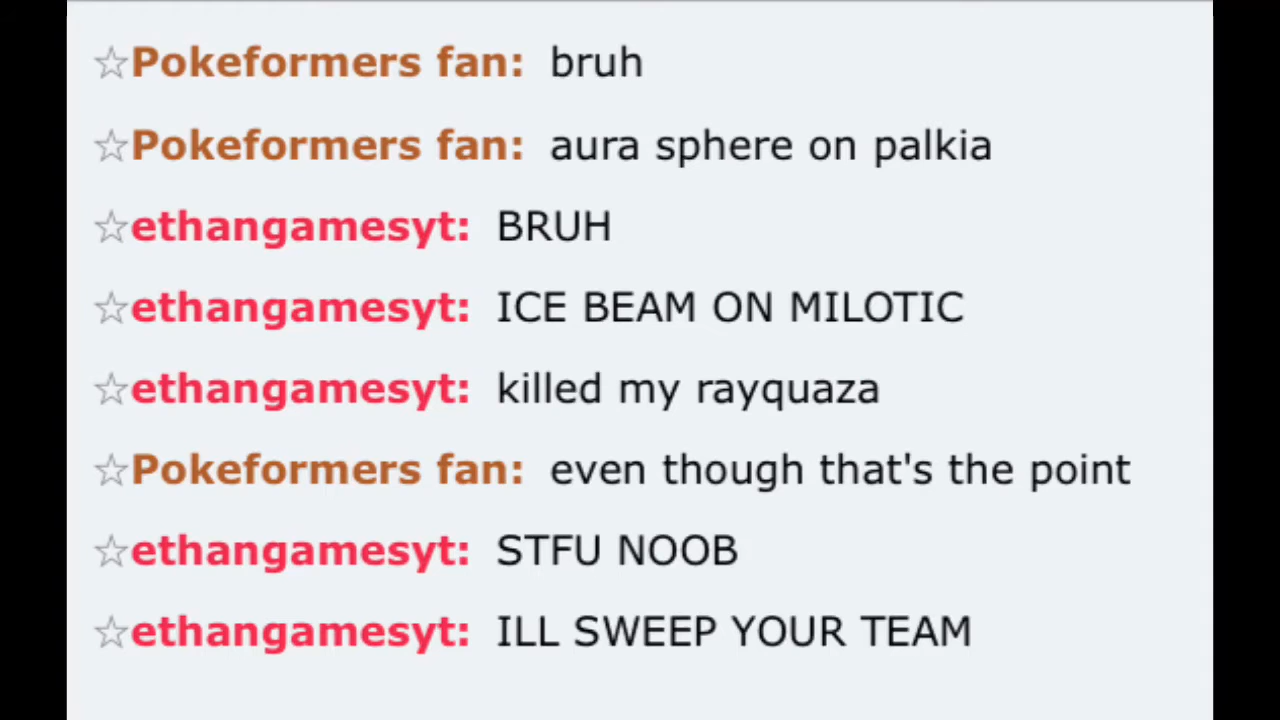 ☆Pokeformers fan: bruh
☆Pokeformers fan: aura sphere on palkia
☆ethangamesyt: BRUH
☆ethangamesyt: ICE BEAM ON MILOTIC
☆ethangamesyt: killed my rayquaza
☆Pokeformers fan: even though that's the point
☆ethangamesyt: STFU NOOB
☆ethangamesyt: ILL SWEEP YOUR TEAM